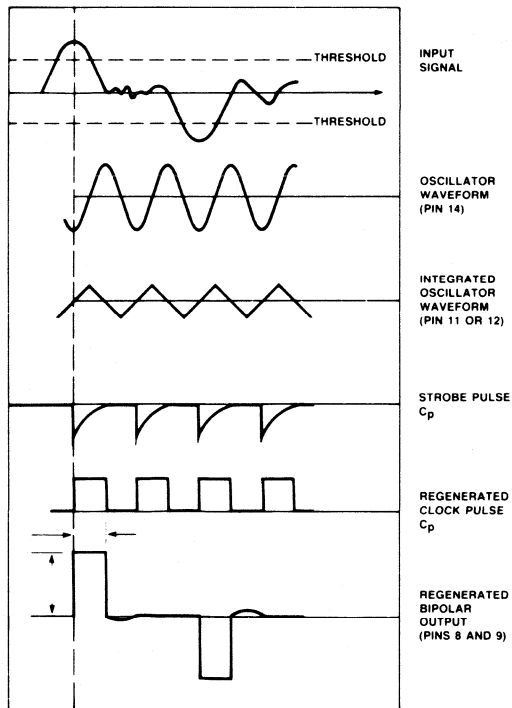 THRESHOLD
INPUT
SIGNAL
THRESHOLD
OSCILLATOR
WAVEFORM
(PIN 14)
INTEGRATED
OSCILLATOR
WAVEFORM
(PIN 11 OR 12)
STROBE PULSE
Cp
REGENERATED
CLOCK PULSE
Cp
REGENERATED
BIPOLAR
OUTPUT
(PINS 8 AND 9)